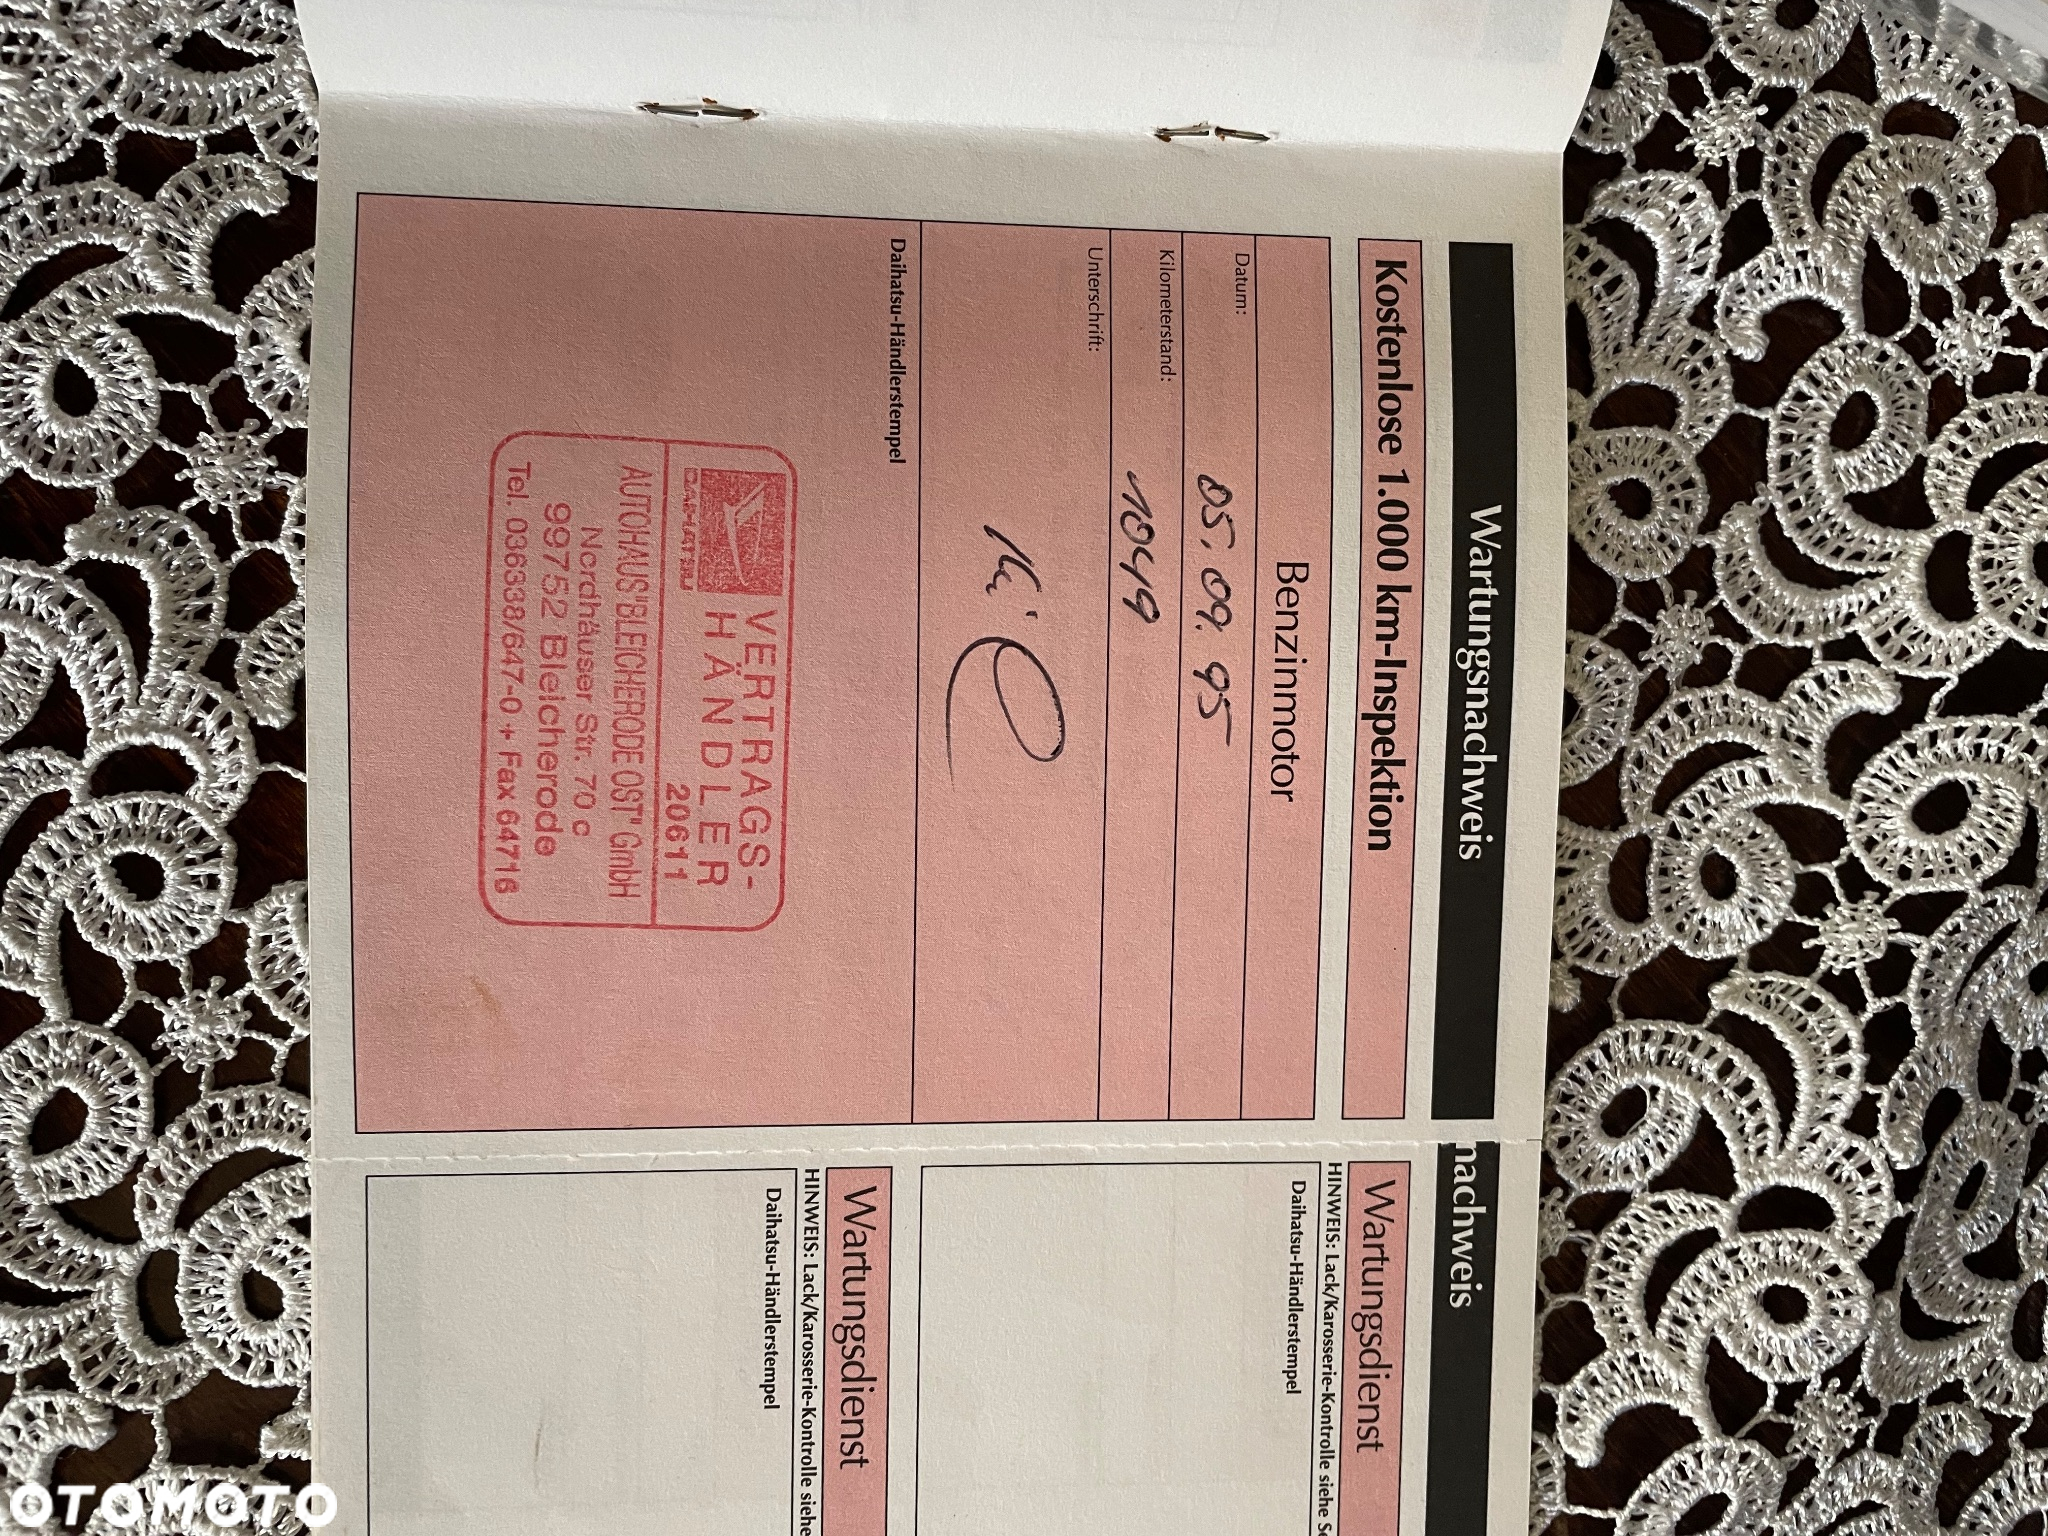 Wartungsnachweis
Kostenlose 1.000 km-Inspektion
Benzinmotor
Datum: 05.09.95
Kilometerstand: 1049
Unterschrift:
Daihatsu-Händlerstempel
VERTRAGS-
HÄNDLER
DAIHATSU
20611
AUTOHAUS "BLEICHERODE OST" GmbH
Nordhäuser Str. 70 c
99752 Bleicherode
Tel. 036338/647-0 + Fax 64716
nachweis
Wartungsdienst
HINWEIS: Lack/Karosserie-Kontrolle siehe
Daihatsu-Händlerstempel
Wartungsdienst
HINWEIS: Lack/Karosserie-Kontrolle siehe
Daihatsu-Händlerstempel
OTOMOTO